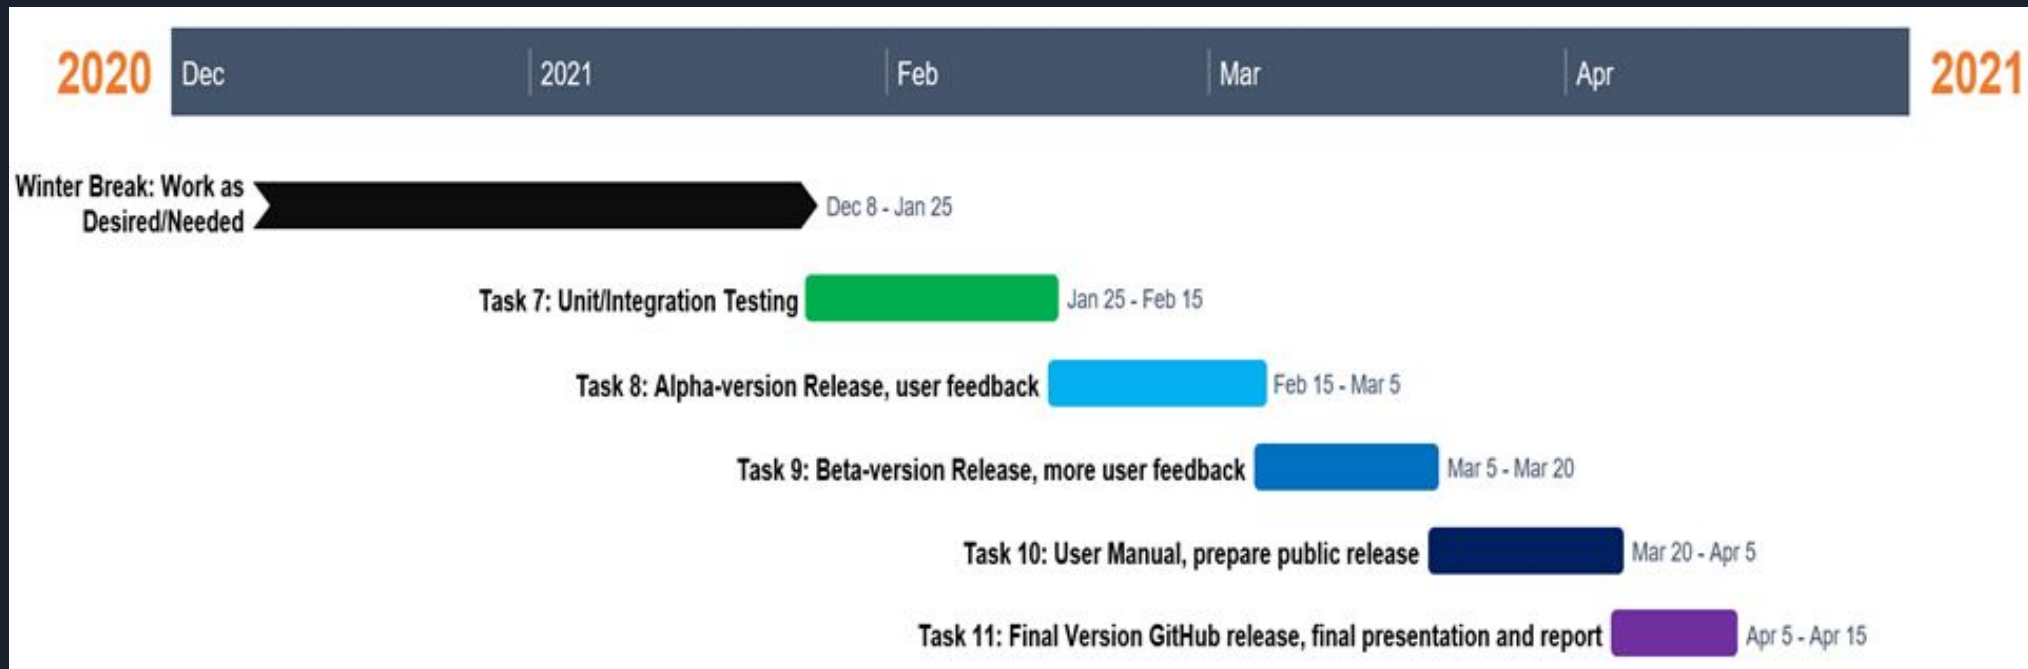 2020 Dec 2021 Feb Mar Apr 2021
Winter Break: Work as
Desired/Needed
Dec 8 - Jan 25
Task 7: Unit/Integration Testing Jan 25 - Feb 15
Task 8: Alpha-version Release, user feedback Feb 15 - Mar 5
Task 9: Beta-version Release, more user feedback Mar 5 - Mar 20
Task 10: User Manual, prepare public release Mar 20 - Apr 5
Task 11: Final Version GitHub release, final presentation and report Apr 5 - Apr 15